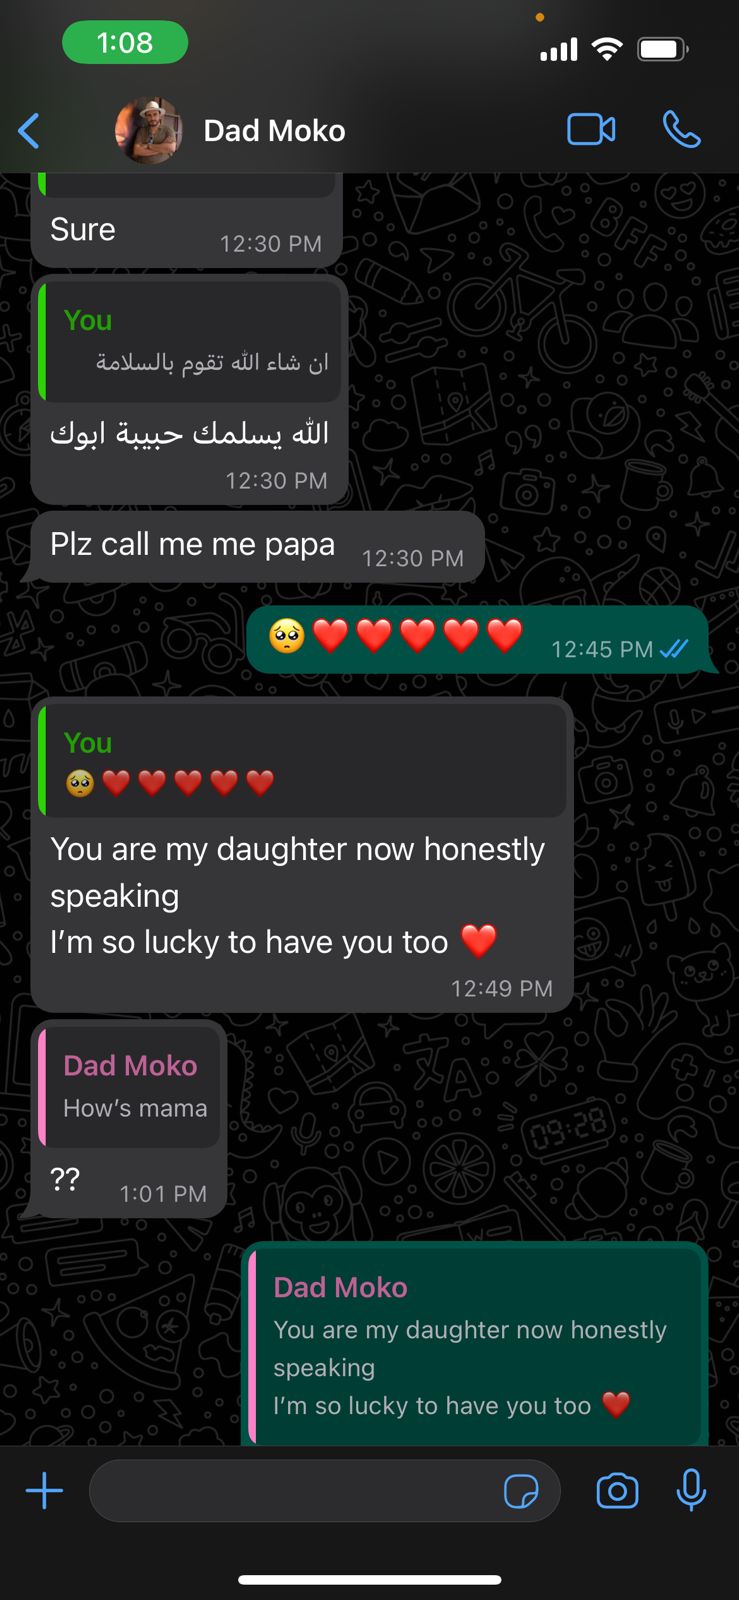 1:08
Dad Moko
Sure
12:30 PM
You
ان شاء الله تقوم بالسلامة
الله يسلمك حبيبة ابوك
12:30 PM
Plz call me me papa
12:30 PM
🥺❤️❤️❤️❤️❤️
12:45 PM
You
🥺❤️❤️❤️❤️❤️
You are my daughter now honestly
speaking
I'm so lucky to have you too ❤️
12:49 PM
Dad Moko
How's mama
??
1:01 PM
Dad Moko
You are my daughter now honestly
speaking
I'm so lucky to have you too ❤️